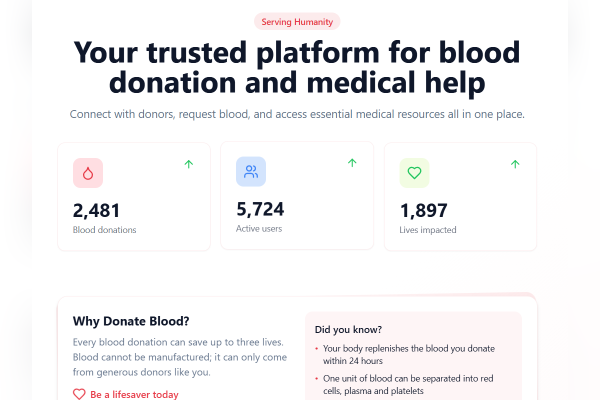 Serving Humanity
Your trusted platform for blood
donation and medical help
Connect with donors, request blood, and access essential medical resources all in one place.
2,481
Blood donations
5,724
Active users
1,897
Lives impacted
Why Donate Blood?
Every blood donation can save up to three lives.
Blood cannot be manufactured; it can only come
from generous donors like you.
Be a lifesaver today
Did you know?
• Your body replenishes the blood you donate
within 24 hours
• One unit of blood can be separated into red
cells, plasma and platelets